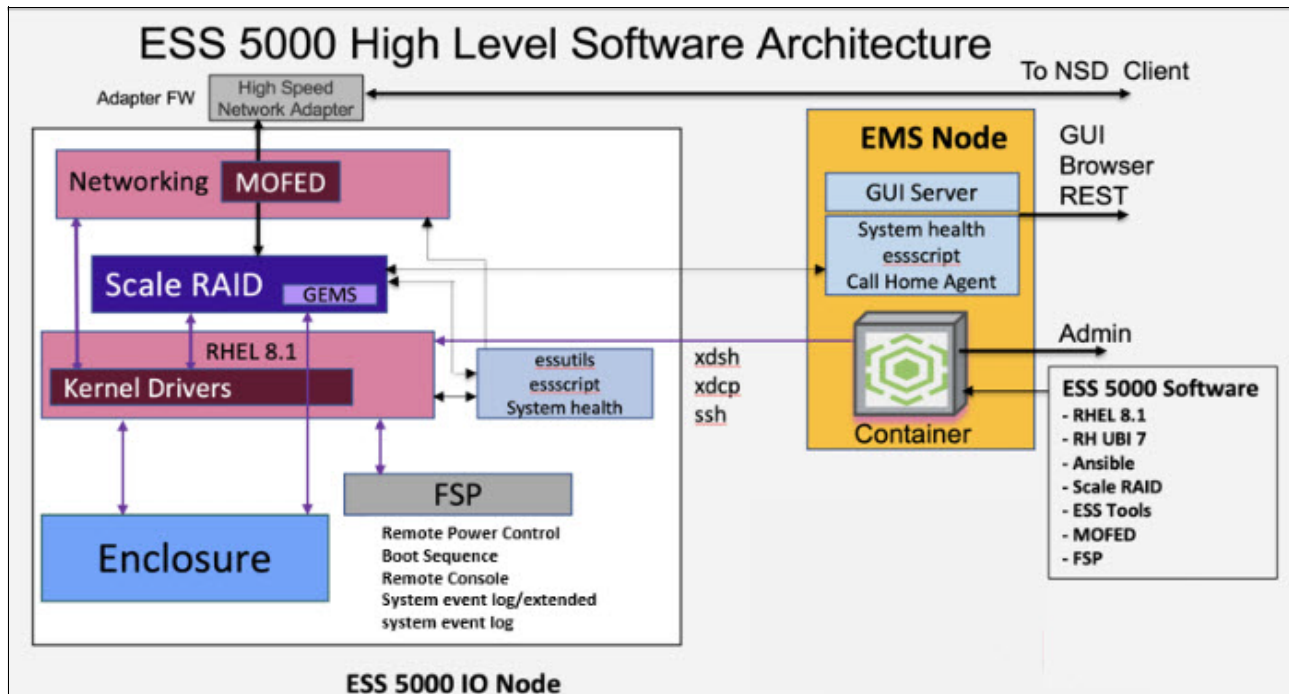 ESS 5000 High Level Software Architecture
To NSD Client
Adapter FW
High Speed
Network Adapter
Networking
MOFED
Scale RAID
GEMS
RHEL 8.1
Kernel Drivers
essutils
essscript
System health
xdsh
xdcp
ssh
FSP
Remote Power Control
Boot Sequence
Remote Console
System event log/extended
system event log
Enclosure
ESS 5000 IO Node
EMS Node
GUI Server
System health
essscript
Call Home Agent
Container
GUI
Browser
REST
Admin
ESS 5000 Software
- RHEL 8.1
- RH UBI 7
- Ansible
- Scale RAID
- ESS Tools
- MOFED
- FSP